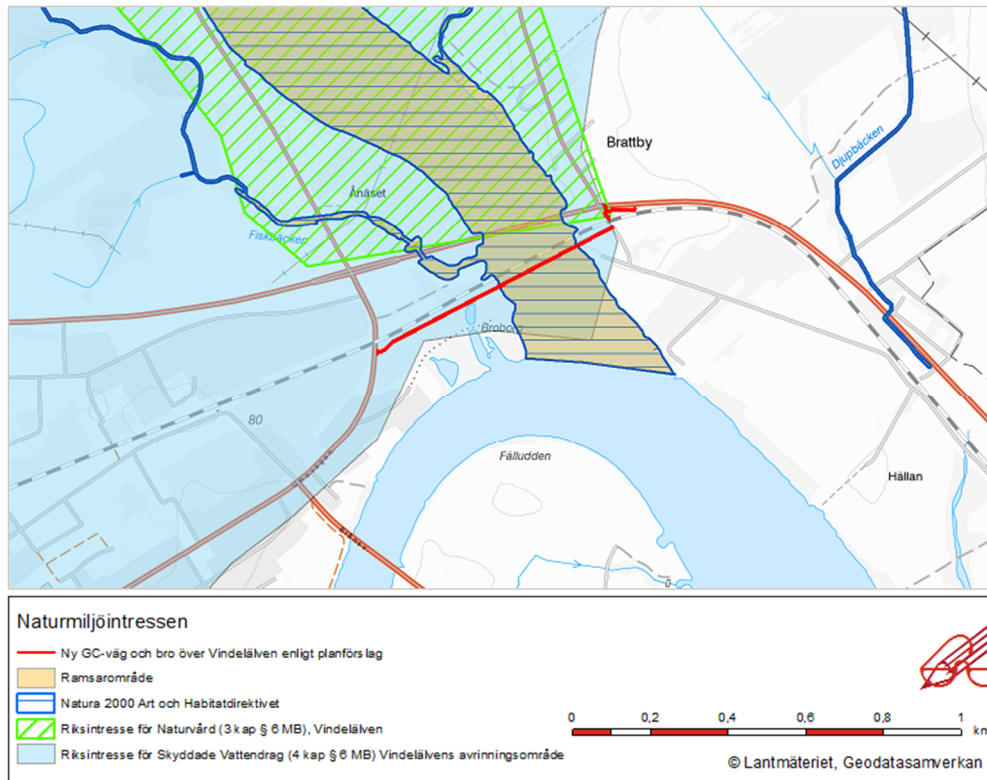 Brattby
Djupbäcken
Ånäset
Fiskbäcken
Broborg
80
Fälludden
Hällan
Naturmiljöintressen
Ny GC-väg och bro över Vindelälven enligt planförslag
Ramsarområde
Natura 2000 Art och Habitatdirektivet
Riksintresse för Naturvård (3 kap § 6 MB), Vindelälven
Riksintresse för Skyddade Vattendrag (4 kap § 6 MB) Vindelälvens avrinningsområde
0 0,2 0,4 0,6 0,8 1
km
© Lantmäteriet, Geodatasamverkan